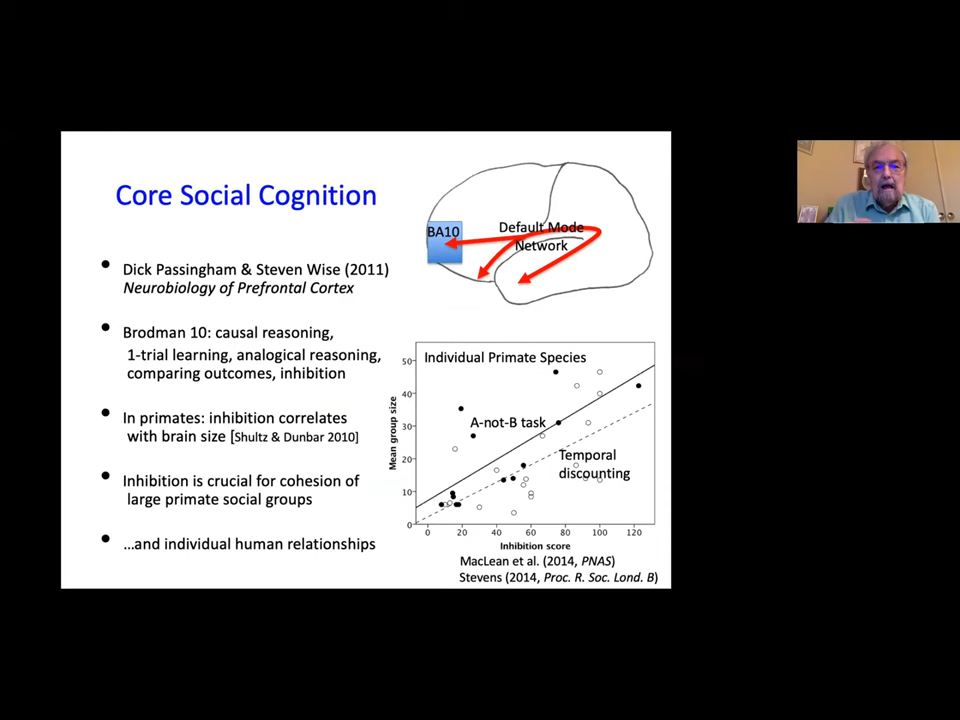 Core Social Cognition
• Dick Passingham & Steven Wise (2011)
Neurobiology of Prefrontal Cortex
• Brodman 10: causal reasoning,
1-trial learning, analogical reasoning,
comparing outcomes, inhibition
• In primates: inhibition correlates
with brain size [Shultz & Dunbar 2010]
• Inhibition is crucial for cohesion of
large primate social groups
• …and individual human relationships
BA10
Default Mode
Network
Individual Primate Species
A-not-B task
Temporal
discounting
Mean group size
50
40
30
20
10
0
0 20 40 60 80 100 120
Inhibition score
MacLean et al. (2014, PNAS)
Stevens (2014, Proc. R. Soc. Lond. B)